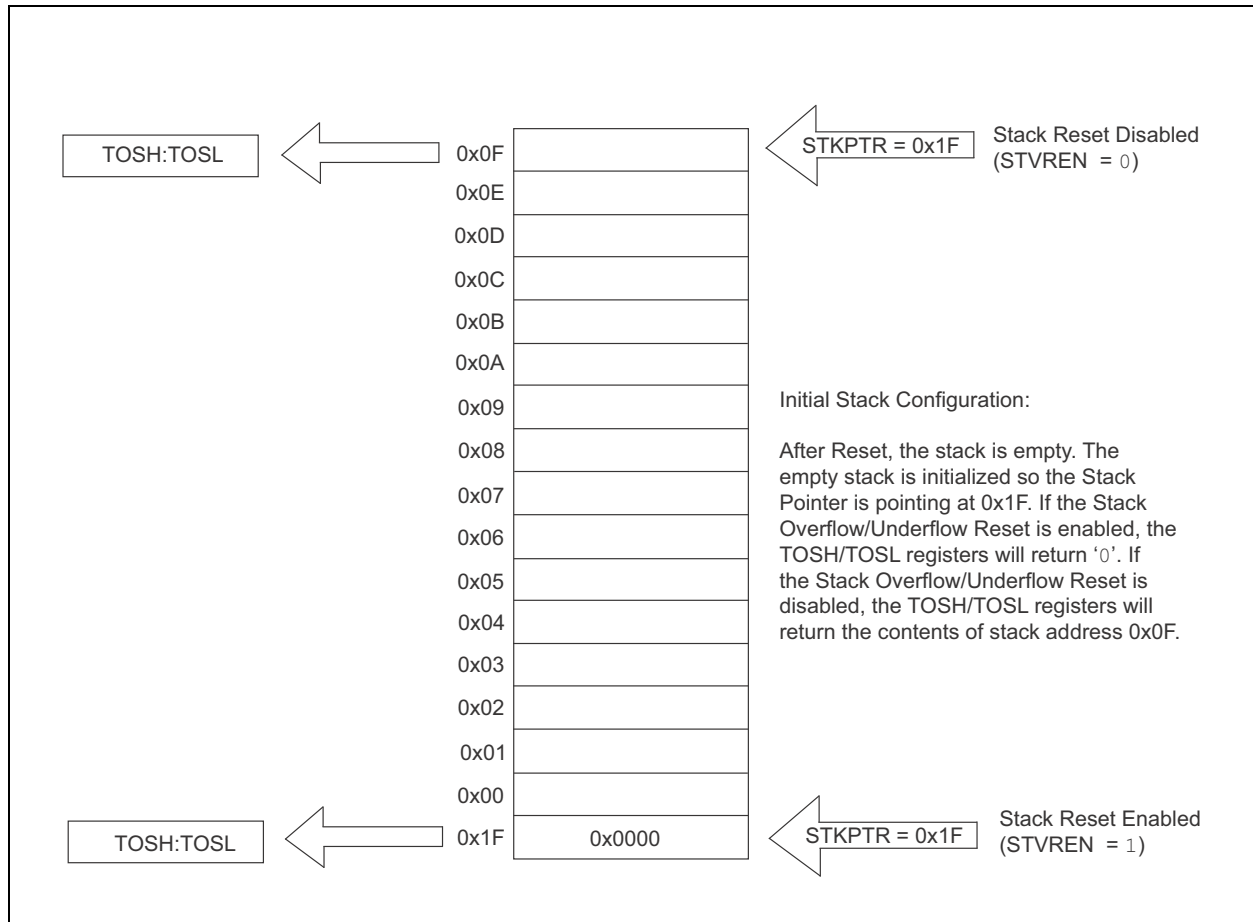 TOSH:TOSL
0x0F
STKPTR = 0x1F
Stack Reset Disabled
(STVREN = 0)
0x0E
0x0D
0x0C
0x0B
0x0A
0x09
0x08
0x07
0x06
0x05
0x04
0x03
0x02
0x01
0x00
Initial Stack Configuration:
After Reset, the stack is empty. The
empty stack is initialized so the Stack
Pointer is pointing at 0x1F. If the Stack
Overflow/Underflow Reset is enabled, the
TOSH/TOSL registers will return ‘0’. If
the Stack Overflow/Underflow Reset is
disabled, the TOSH/TOSL registers will
return the contents of stack address 0x0F.
TOSH:TOSL
0x1F
0x0000
STKPTR = 0x1F
Stack Reset Enabled
(STVREN = 1)